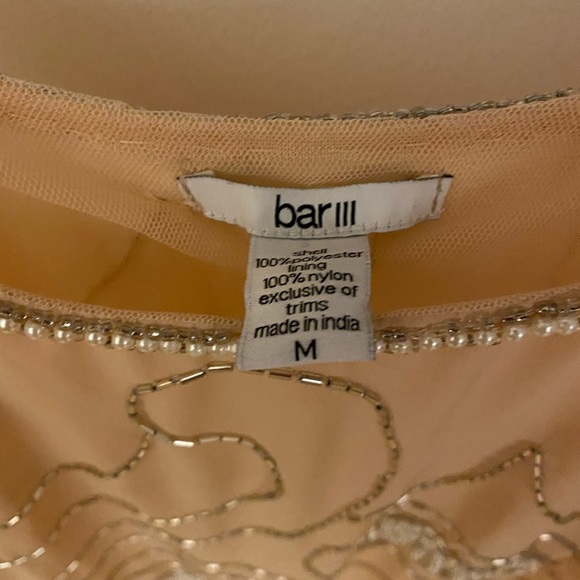 bar III
shell
100% polyester
lining
100% nylon
exclusive of
trims
made in india
M